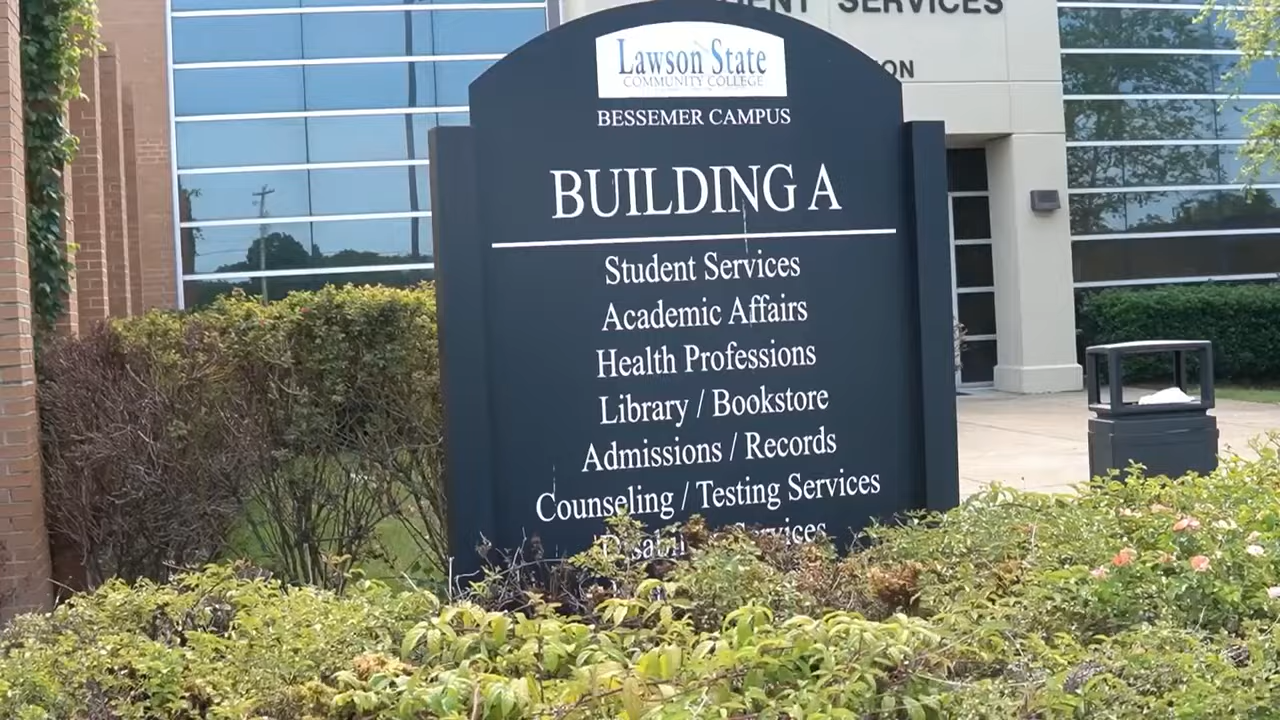 SERVICES
Lawson State
COMMUNITY COLLEGE
BESSEMER CAMPUS
BUILDING A
Student Services
Academic Affairs
Health Professions
Library / Bookstore
Admissions / Records
Counseling / Testing Services
Services